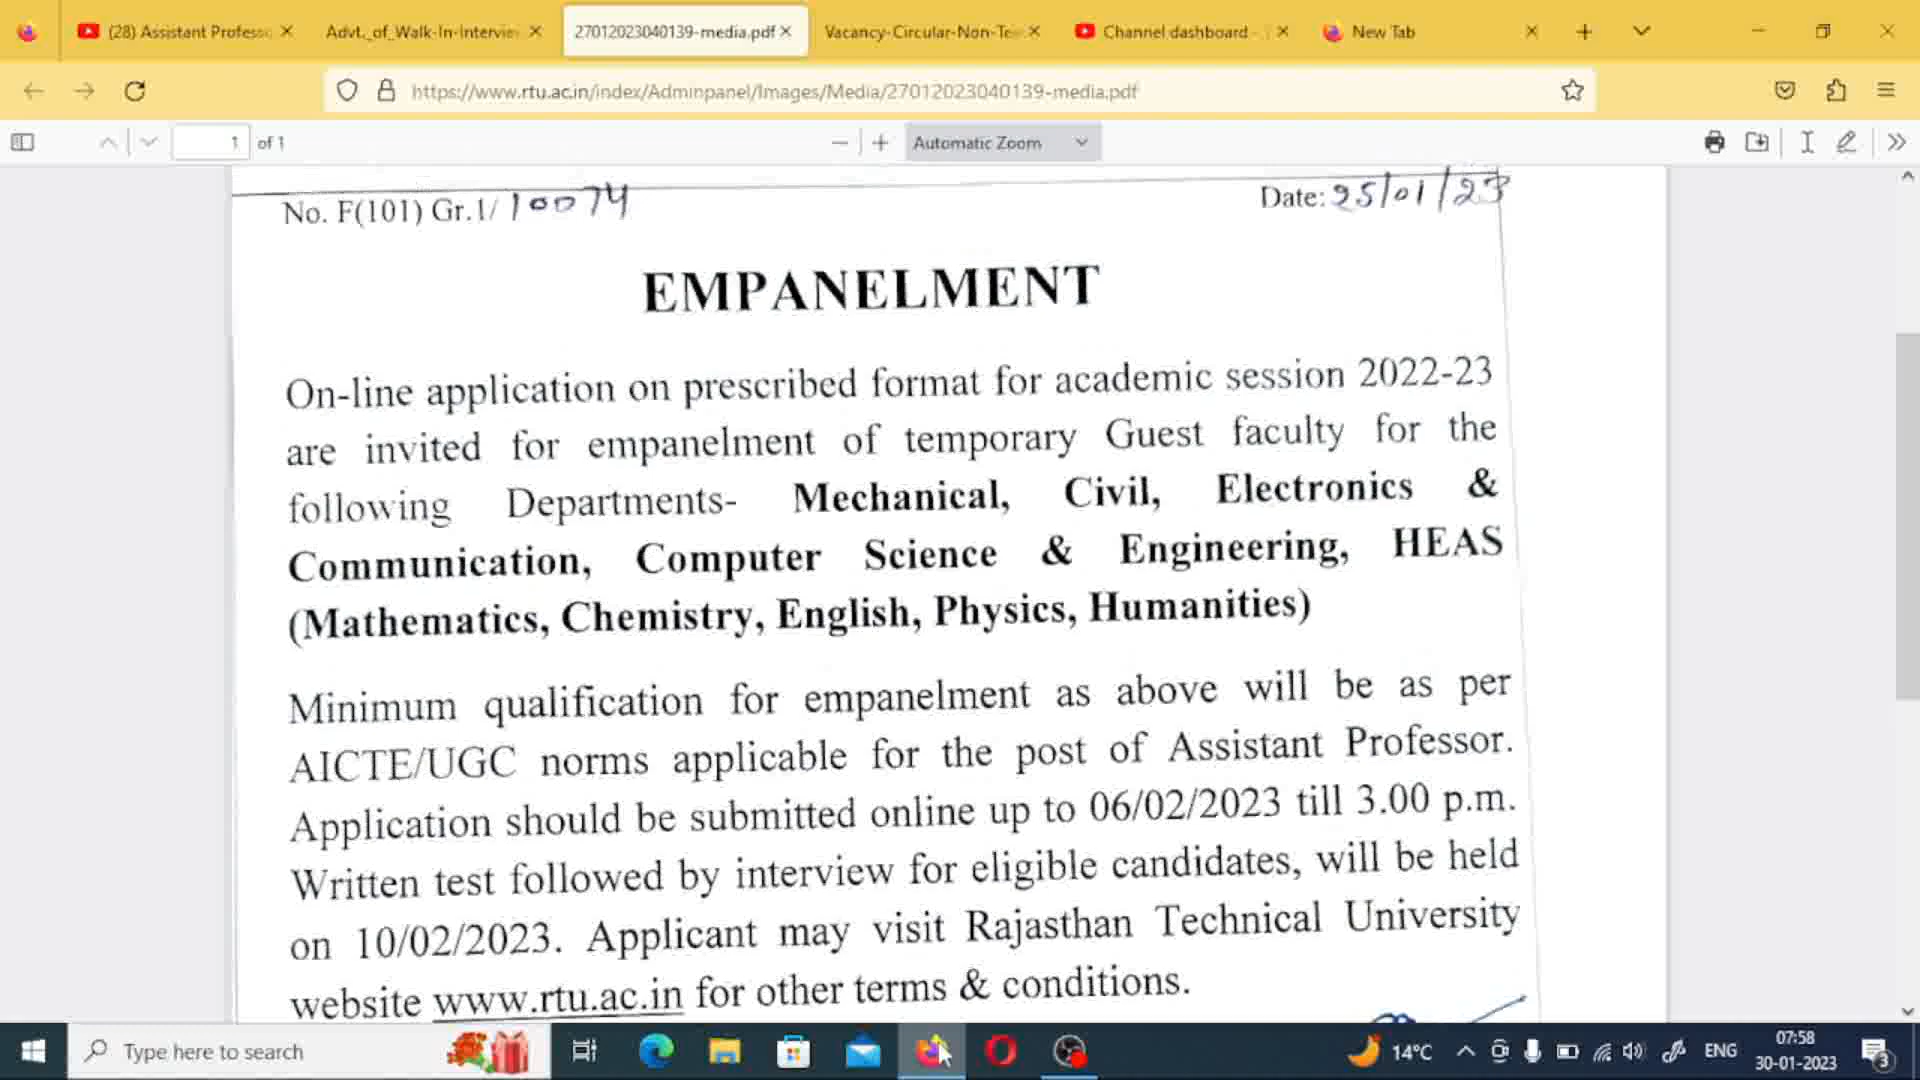 (28) Assistant Professo
Advt._of_Walk-In-Interview
27012023040139-media.pdf
Vacancy-Circular-Non-Tea
Channel dashboard -
New Tab
https://www.rtu.ac.in/index/Adminpanel/Images/Media/27012023040139-media.pdf
1 of 1
Automatic Zoom
No. F(101) Gr.1/ 10074 Date: 25/01/23
EMPANELMENT
On-line application on prescribed format for academic session 2022-23
are invited for empanelment of temporary Guest faculty for the
following Departments- Mechanical, Civil, Electronics &
Communication, Computer Science & Engineering, HEAS
(Mathematics, Chemistry, English, Physics, Humanities)
Minimum qualification for empanelment as above will be as per
AICTE/UGC norms applicable for the post of Assistant Professor.
Application should be submitted online up to 06/02/2023 till 3.00 p.m.
Written test followed by interview for eligible candidates, will be held
on 10/02/2023. Applicant may visit Rajasthan Technical University
website www.rtu.ac.in for other terms & conditions.
Type here to search
14°C
ENG
07:58
30-01-2023
3